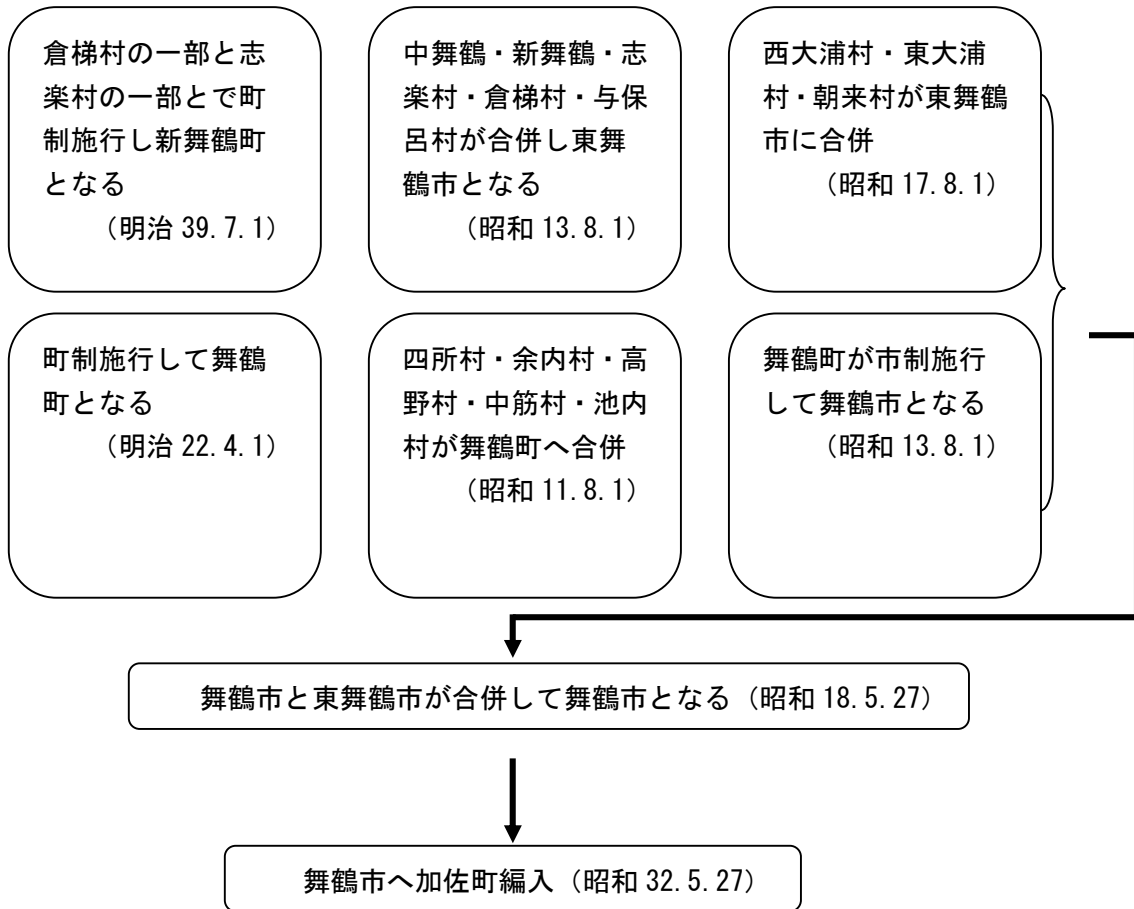 倉梯村の一部と志
楽村の一部とで町
制施行し新舞鶴町
となる
（明治 39.7.1）
中舞鶴・新舞鶴・志
楽村・倉梯村・与保
呂村が合併し東舞
鶴市となる
（昭和 13.8.1）
西大浦村・東大浦
村・朝来村が東舞鶴
市に合併
（昭和 17.8.1）
町制施行して舞鶴
町となる
（明治 22.4.1）
四所村・余内村・高
野村・中筋村・池内
村が舞鶴町へ合併
（昭和 11.8.1）
舞鶴町が市制施行
して舞鶴市となる
（昭和 13.8.1）
舞鶴市と東舞鶴市が合併して舞鶴市となる（昭和 18.5.27）
舞鶴市へ加佐町編入（昭和 32.5.27）